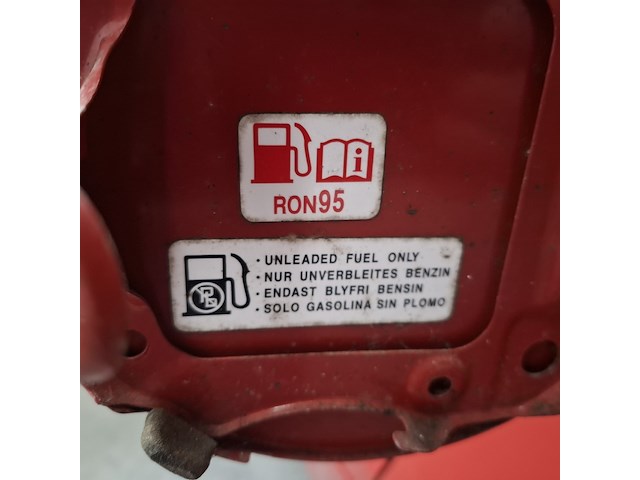 RON95
· UNLEADED FUEL ONLY
· NUR UNVERBLEITES BENZIN
· ENDAST BLYFRI BENSIN
· SOLO GASOLINA SIN PLOMO